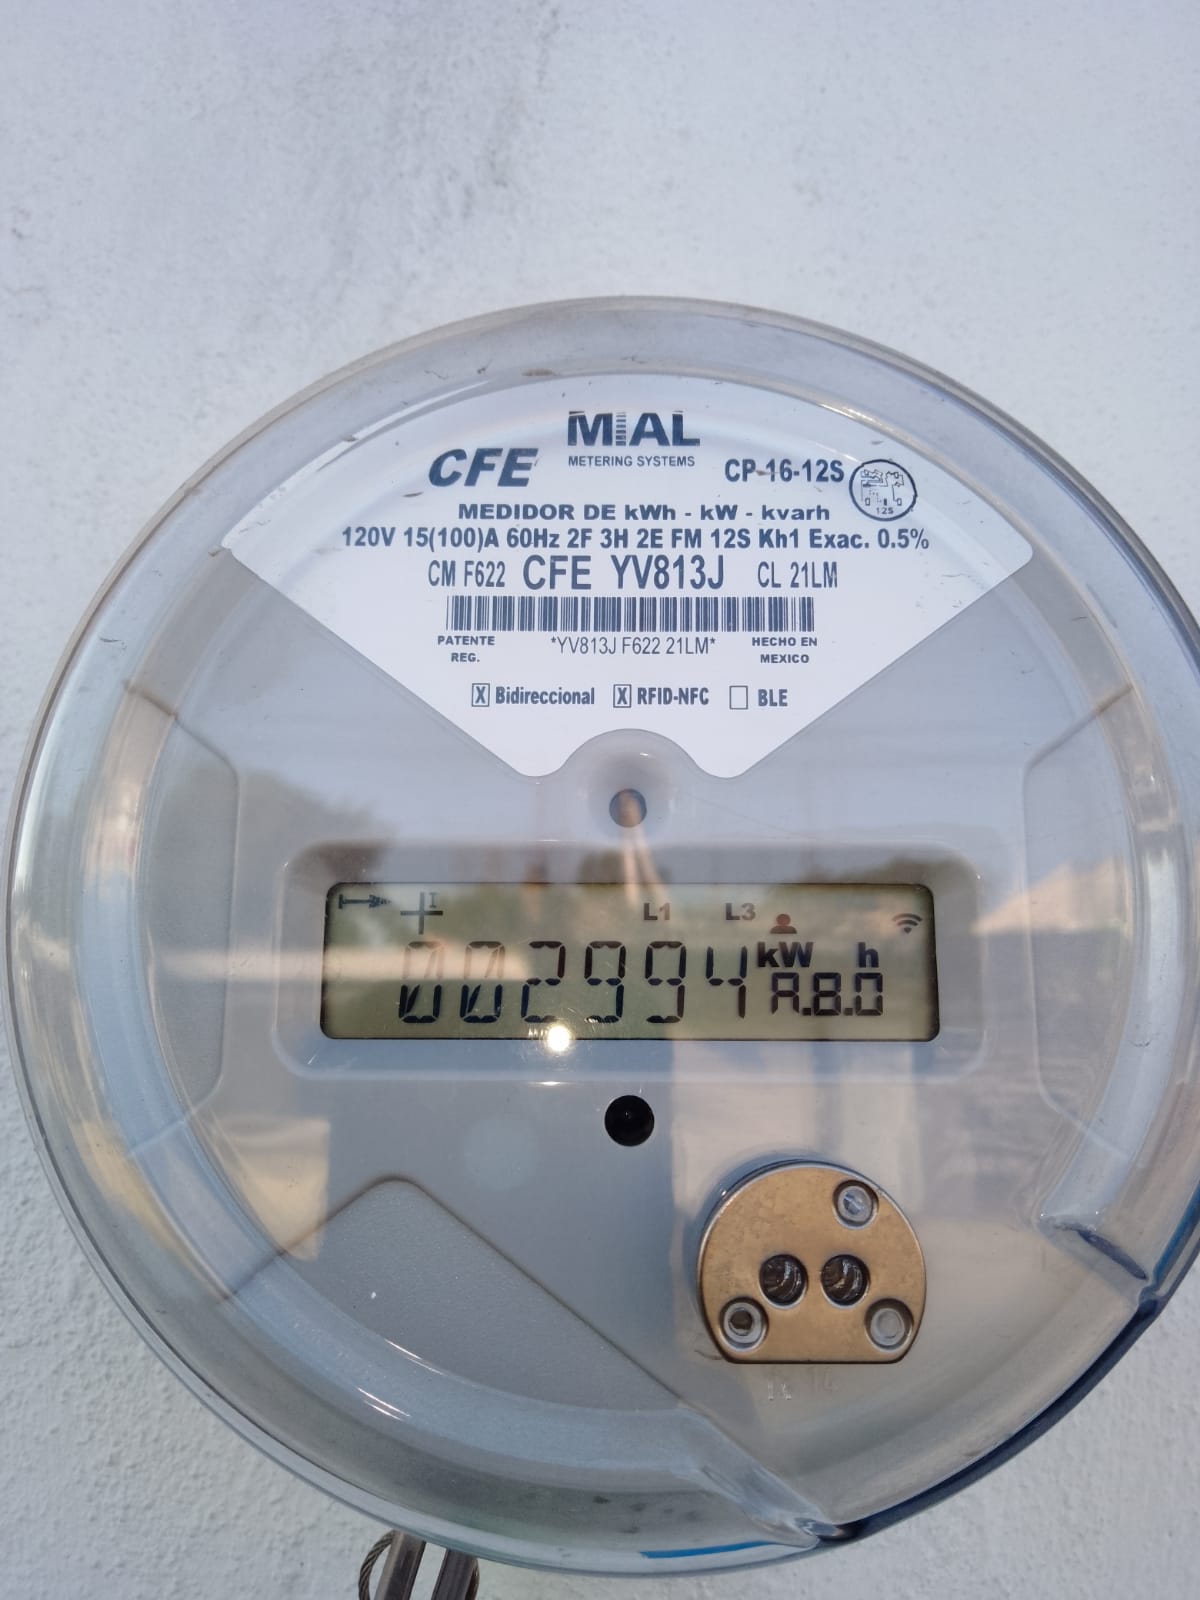 MIAL
METERING SYSTEMS
CFE
CP-16-12S
12S
MEDIDOR DE kWh - kW - kvarh
120V 15(100)A 60Hz 2F 3H 2E FM 12S Kh1 Exac. 0.5%
CM F622 CFE YV813J CL 21LM
PATENTE REG.
*YV813J F622 21LM*
HECHO EN MEXICO
X Bidireccional X RFID-NFC BLE
L1 L3
002994 kW h
A.8.0